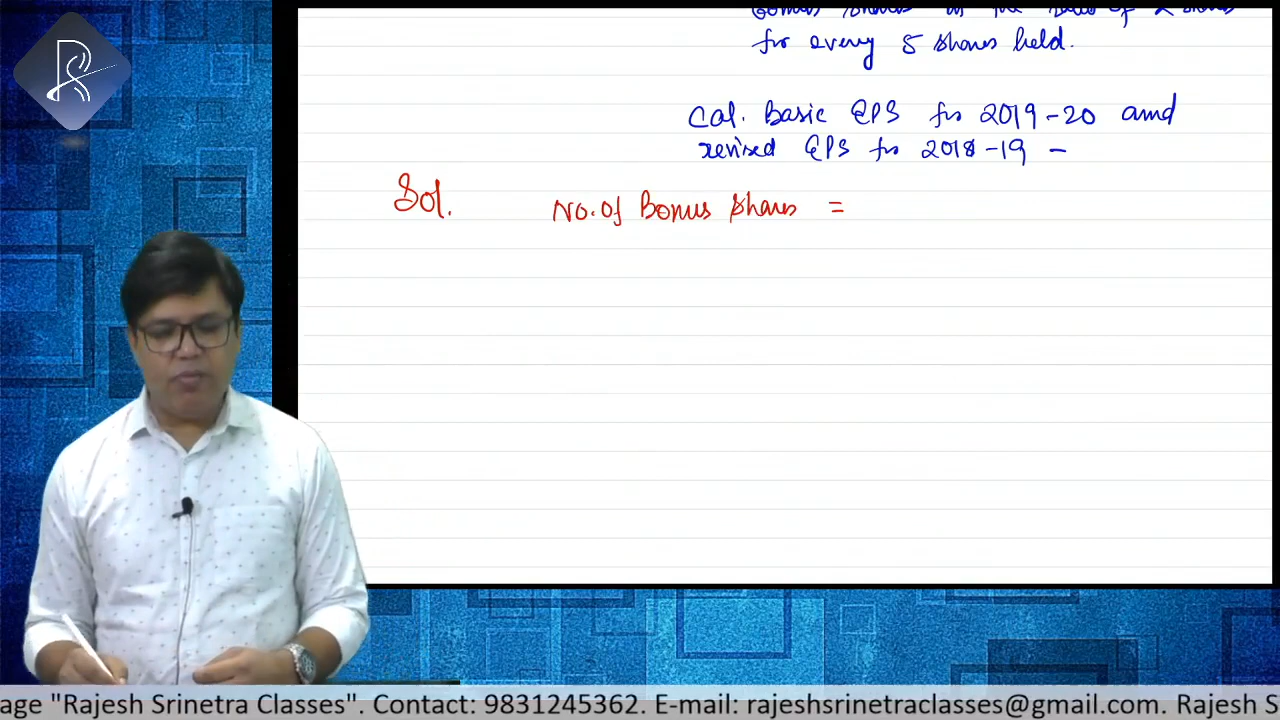 for every 5 shares held.
Cal. Basic EPS for 2019-20 and
revised EPS for 2018-19 -
Sol. No. of Bonus Shares =
age "Rajesh Srinetra Classes". Contact: 9831245362. E-mail: rajeshsrinetraclasses@gmail.com. Rajesh S